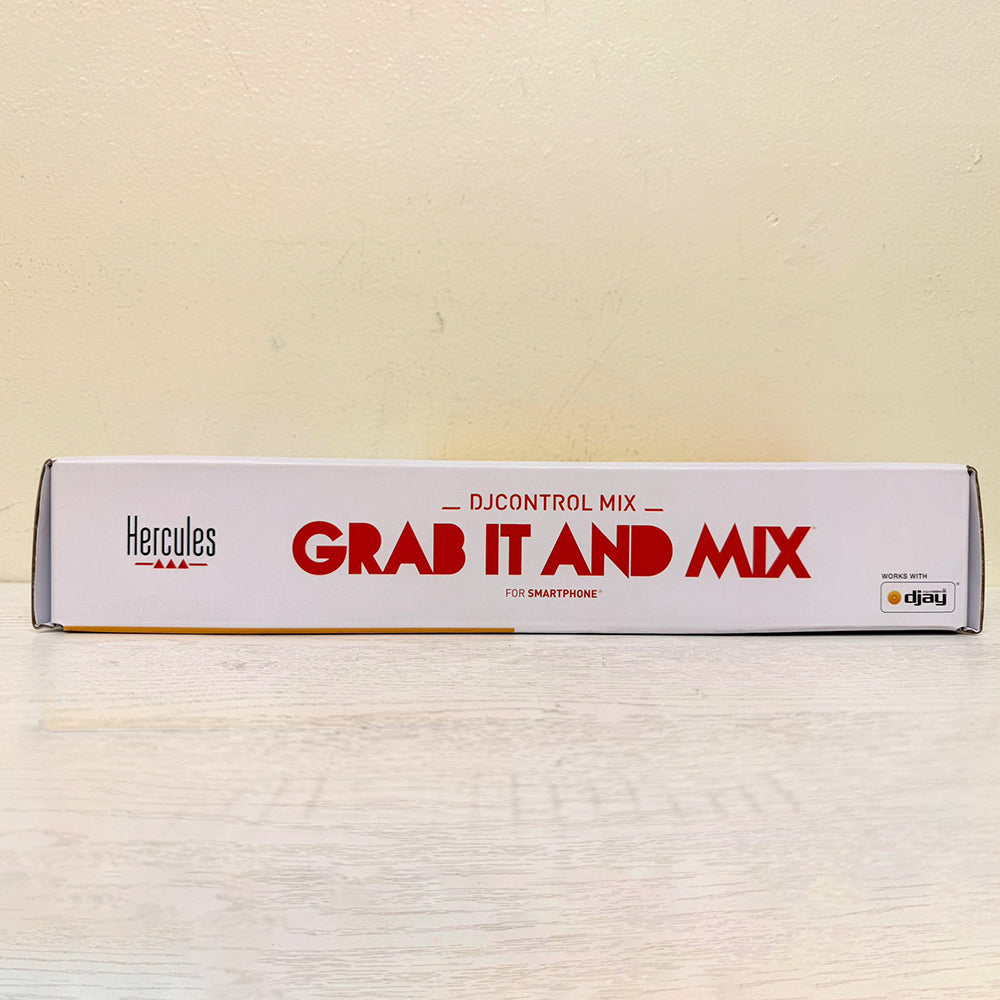 Hercules
DJCONTROL MIX
GRAB IT AND MIX
FOR SMARTPHONE
WORKS WITH
djay